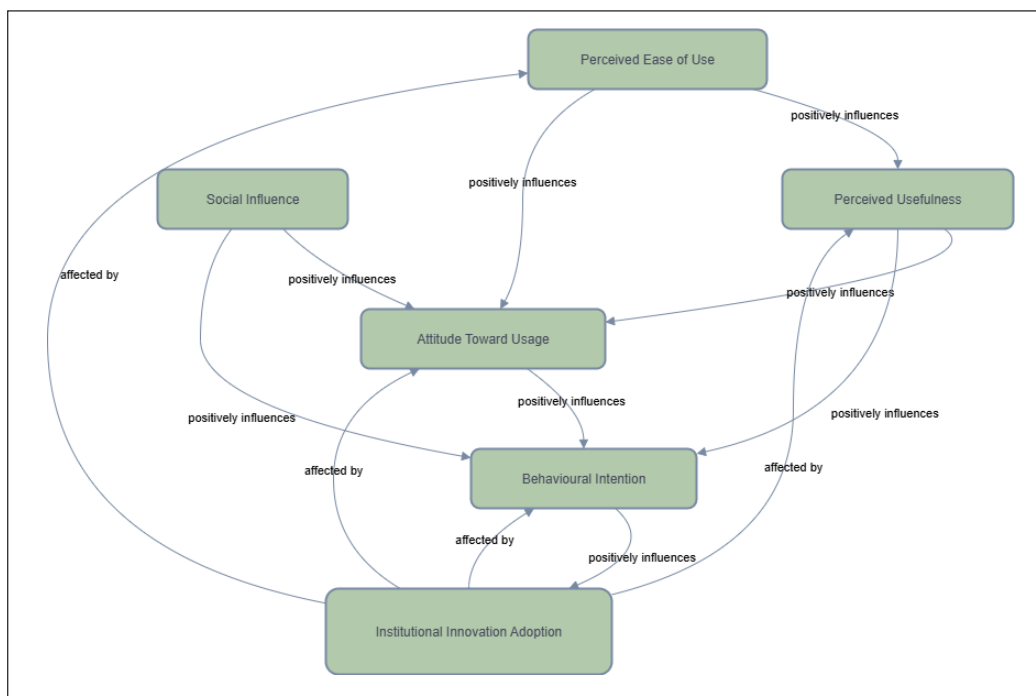 Perceived Ease of Use
positively influences
positively influences
Social Influence
Perceived Usefulness
affected by
positively influences
positively influences
Attitude Toward Usage
positively influences
positively influences
positively influences
affected by
affected by
Behavioural Intention
affected by
positively influences
Institutional Innovation Adoption